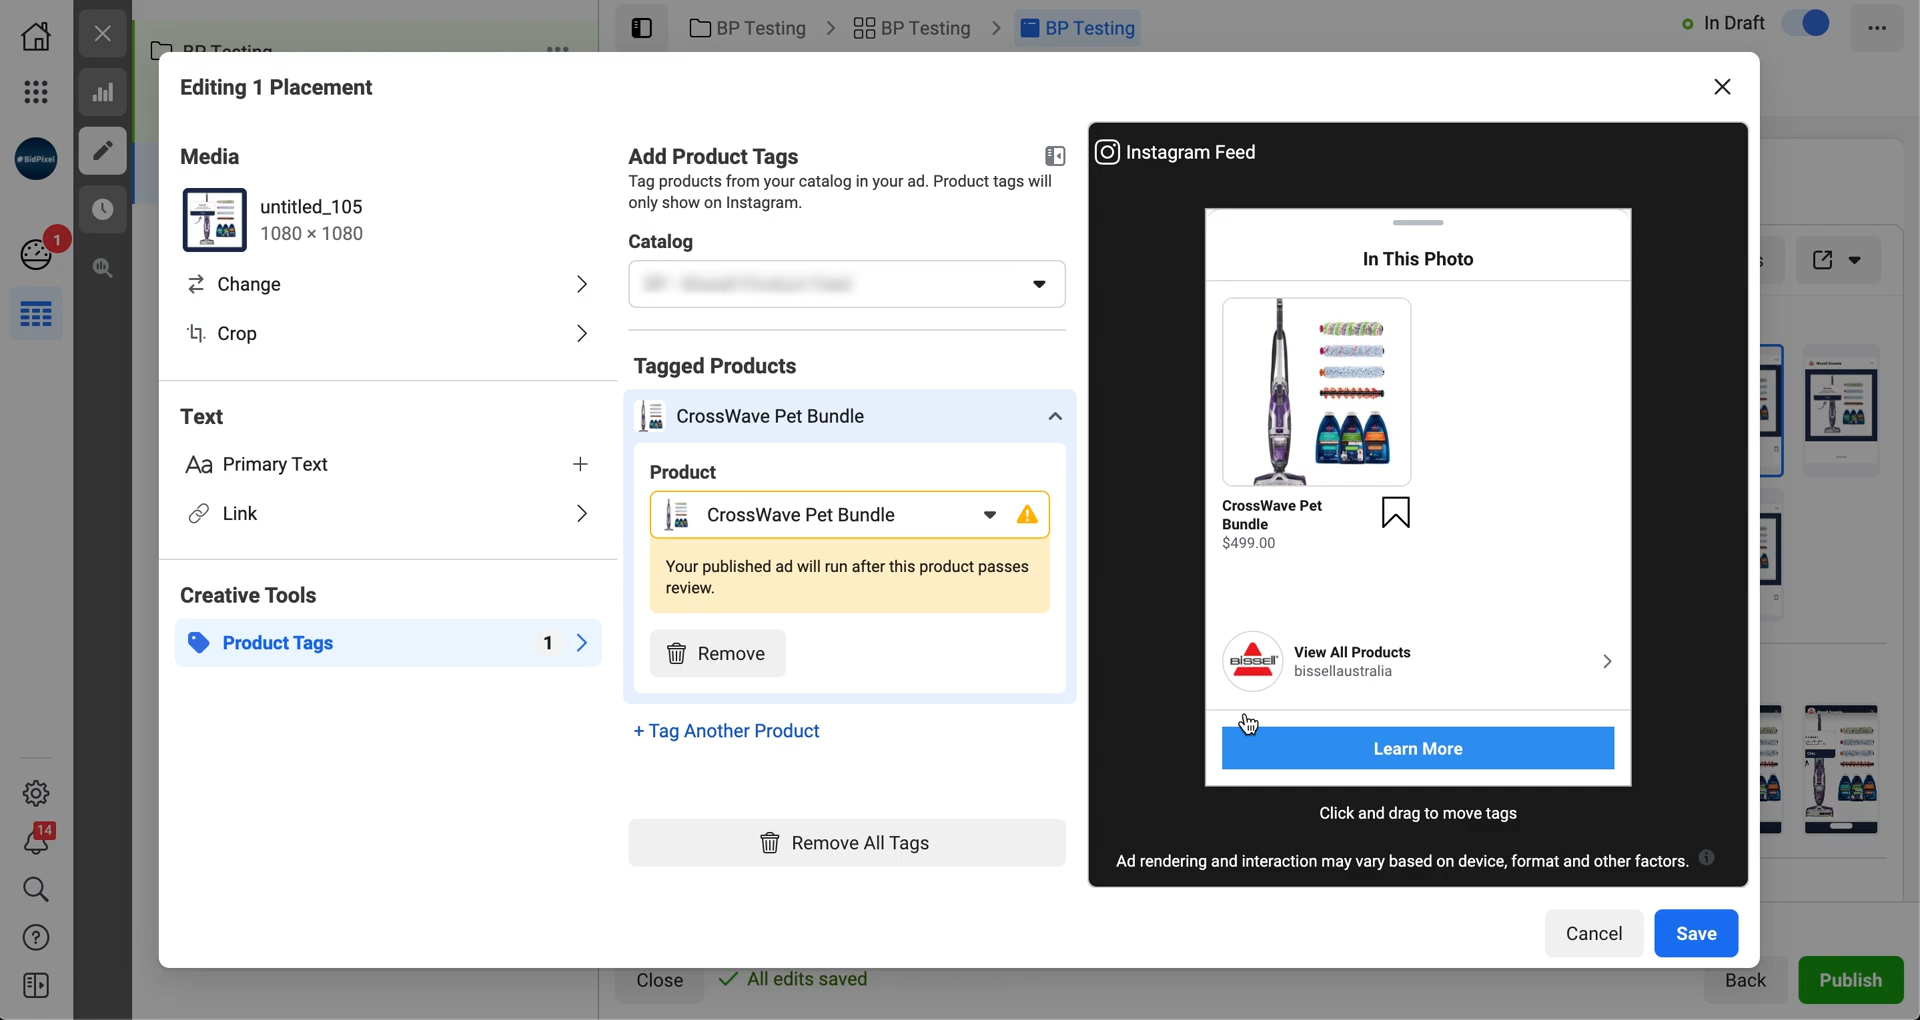 BP Testing
BP Testing
BP Testing
BP Testing
In Draft
Editing 1 Placement
#BidPixel
1
14
Media
untitled_105
1080 × 1080
Change
Crop
Text
Aa Primary Text
Link
Creative Tools
Product Tags 1
Add Product Tags
Tag products from your catalog in your ad. Product tags will
only show on Instagram.
Catalog
Tagged Products
CrossWave Pet Bundle
Product
CrossWave Pet Bundle
Your published ad will run after this product passes
review.
Remove
+ Tag Another Product
Remove All Tags
Instagram Feed
In This Photo
CrossWave Pet
Bundle
$499.00
BISSELL
View All Products
bissellaustralia
Learn More
Click and drag to move tags
Ad rendering and interaction may vary based on device, format and other factors.
Cancel
Save
Close
All edits saved
Back
Publish